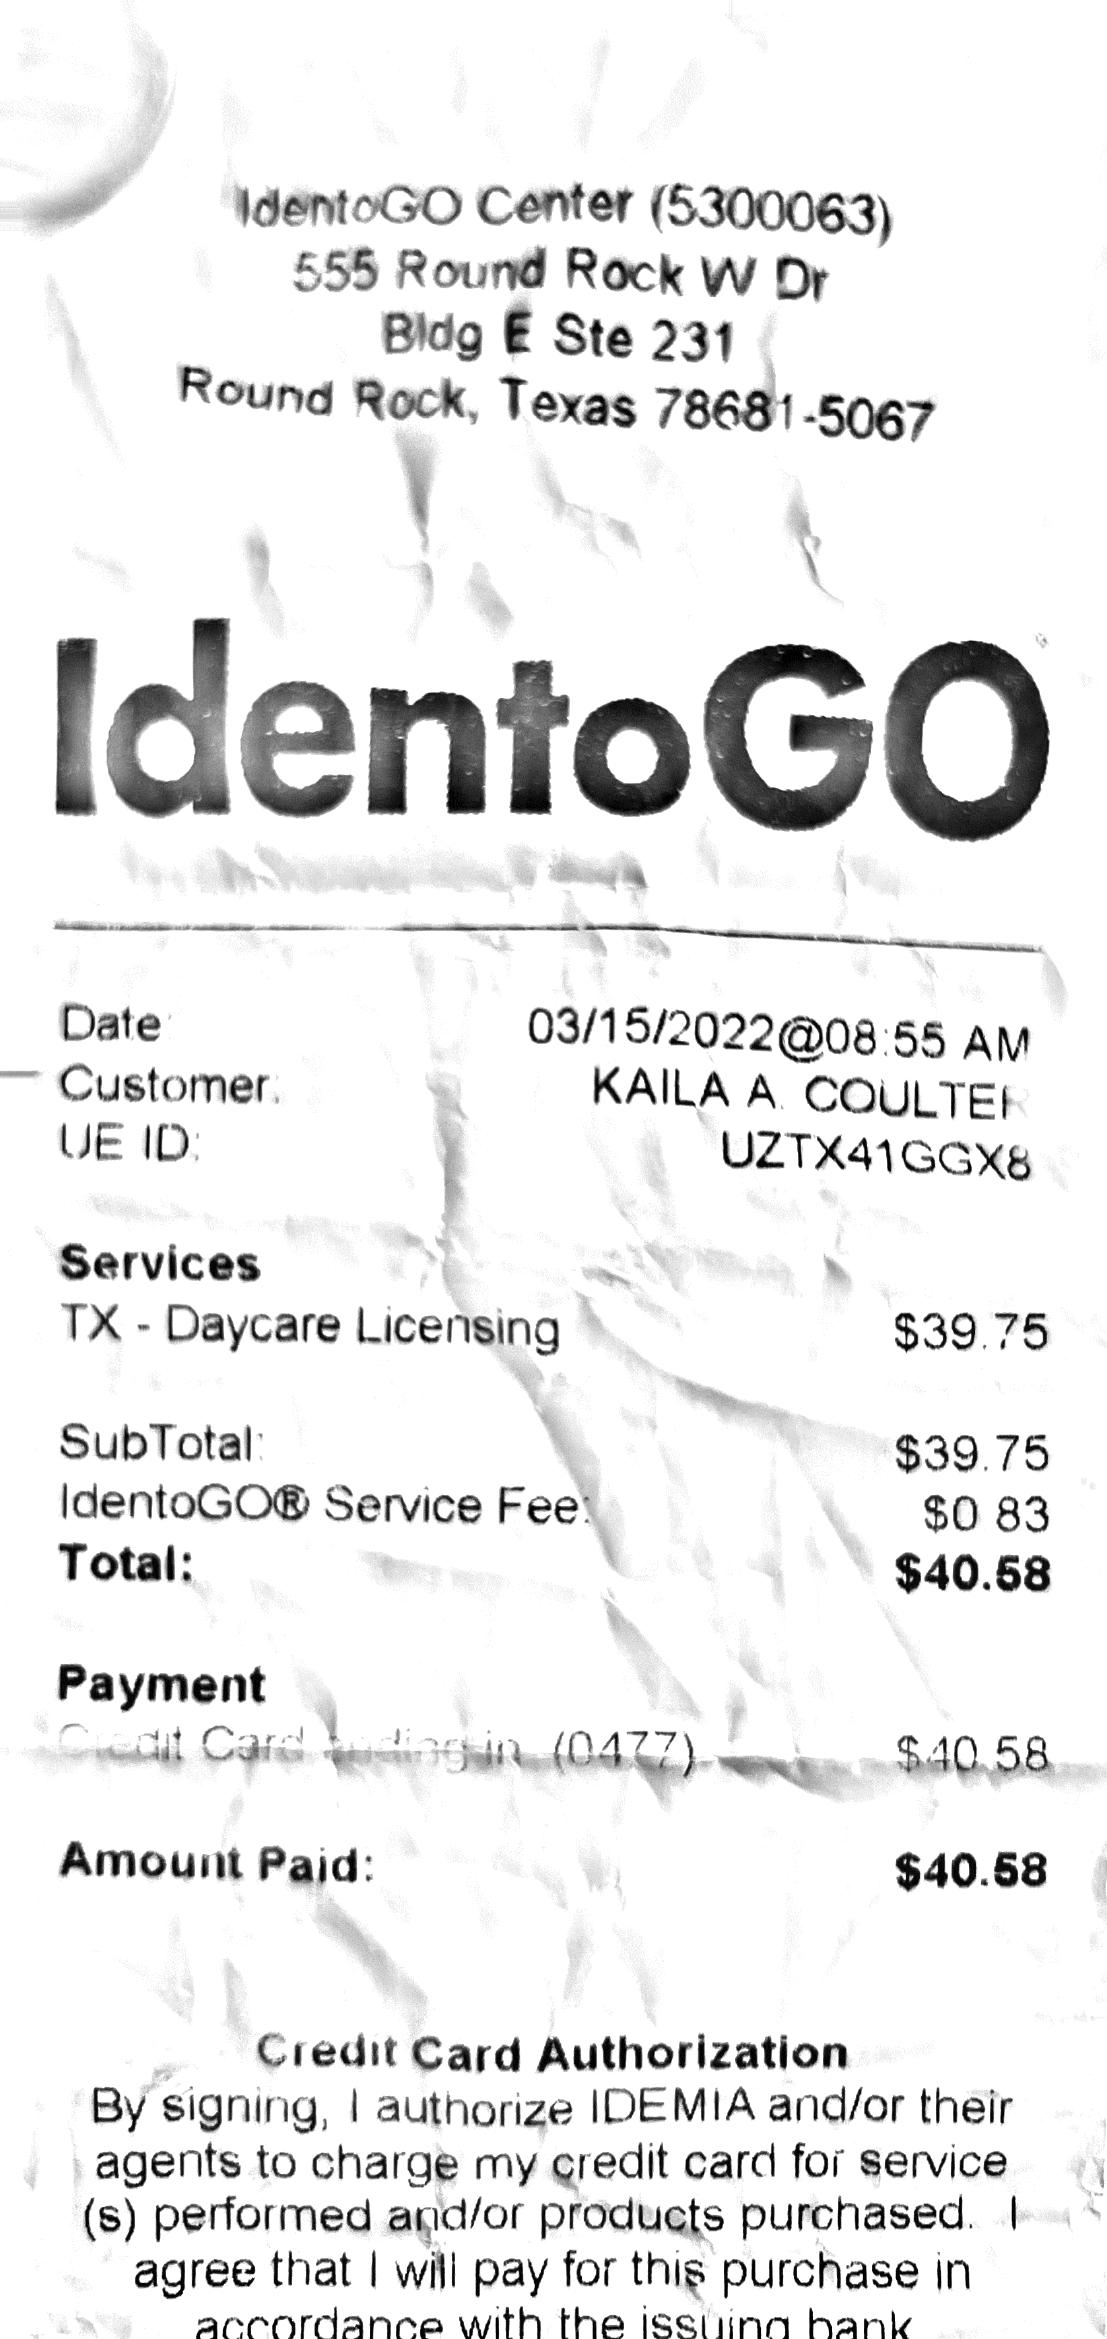 IdentoGO Center (5300063)
555 Round Rock W Dr
Bldg E Ste 231
Round Rock, Texas 78681-5067
IdentoGO
Date: 03/15/2022@08:55 AM
Customer: KAILA A. COULTER
UE ID: UZTX41GGX8
Services
TX - Daycare Licensing $39.75
SubTotal: $39.75
IdentoGO® Service Fee: $0.83
Total: $40.58
Payment
Credit Card ending in (0477) $40.58
Amount Paid: $40.58
Credit Card Authorization
By signing, I authorize IDEMIA and/or their
agents to charge my credit card for service
(s) performed and/or products purchased. I
agree that I will pay for this purchase in
accordance with the issuing bank